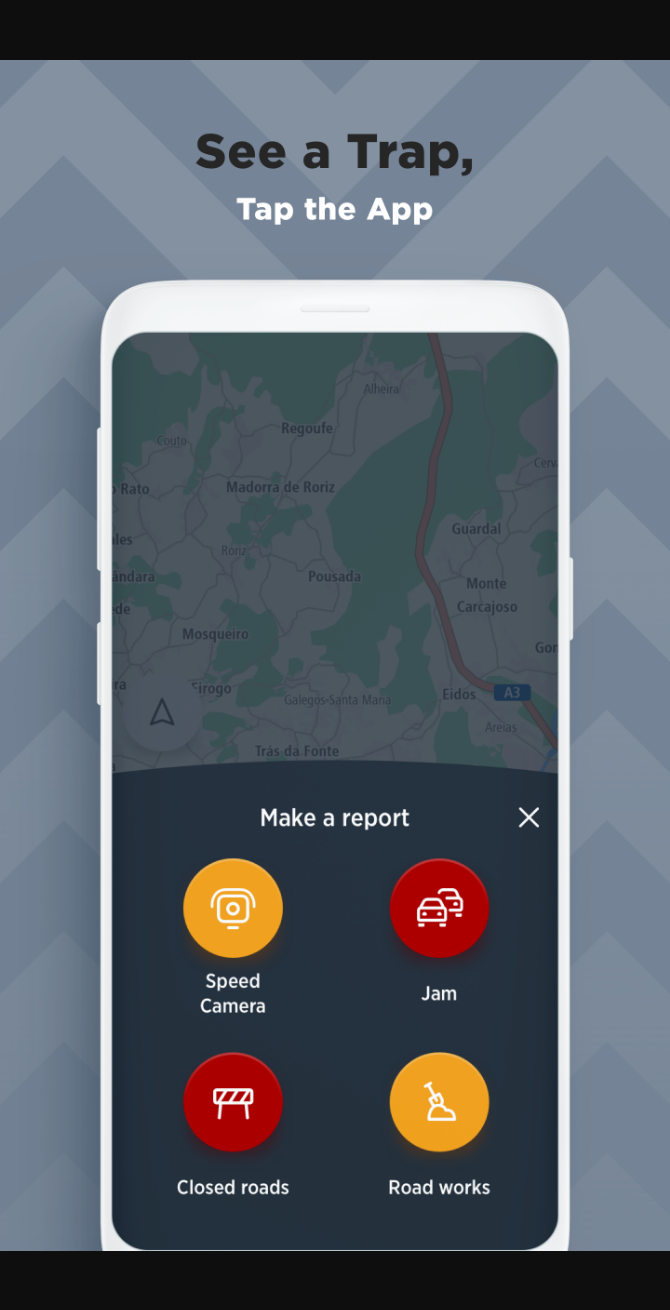 See a Trap,
Tap the App
Alheira
Regoufe
Couto
Cerv
o Rato
Madorra de Roriz
Guardal
ales
Roriz
ândara
Pousada
Monte
Carcajoso
ede
Mosqueiro
Gon
ira
Sirogo
Galegos-Santa Maria
Eidos
A3
Areias
Trás da Fonte
Make a report
Speed
Camera
Jam
Closed roads
Road works